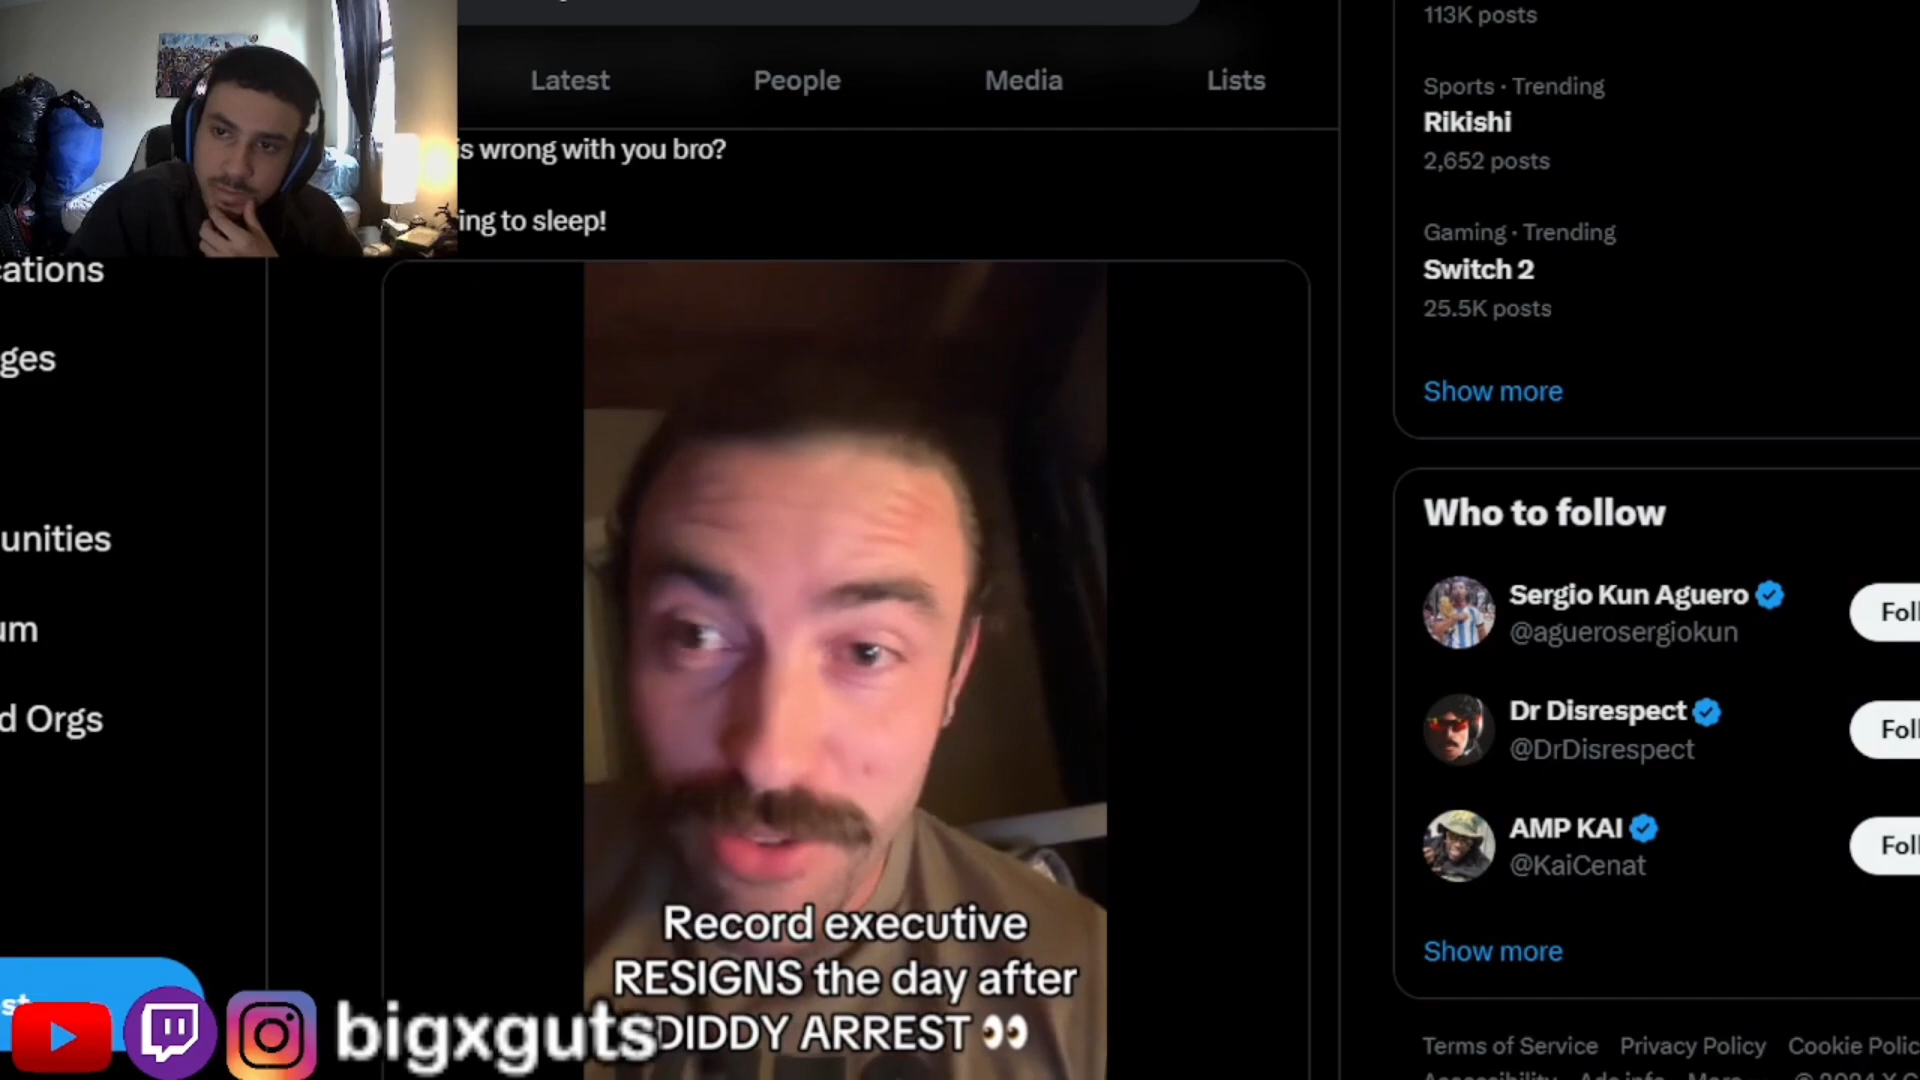 Latest
People
Media
Lists
is wrong with you bro?
ing to sleep!
cations
ges
unities
um
d Orgs
Record executive
RESIGNS the day after
DIDDY ARREST 👀
bigxguts
113K posts
Sports · Trending
Rikishi
2,652 posts
Gaming · Trending
Switch 2
25.5K posts
Show more
Who to follow
Sergio Kun Aguero
@aguerosergiokun
Foll
Dr Disrespect
@DrDisrespect
Foll
AMP KAI
@KaiCenat
Foll
Show more
Terms of Service Privacy Policy Cookie Polic